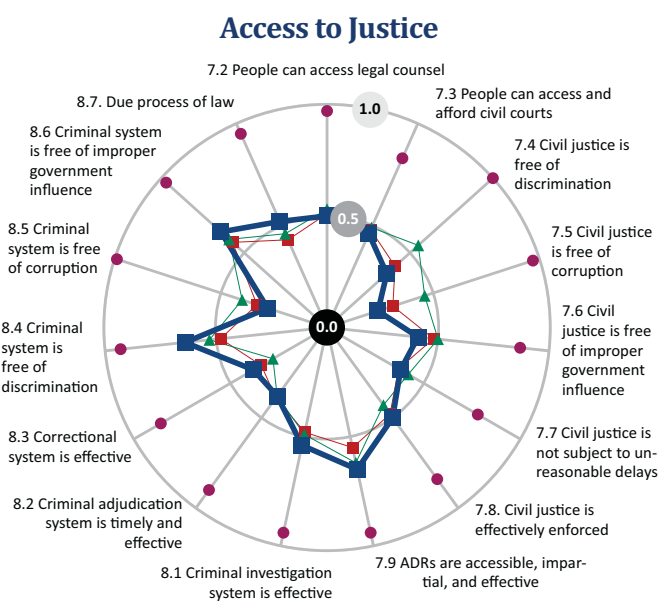 Access to Justice
7.2 People can access legal counsel
7.3 People can access and
afford civil courts
7.4 Civil justice is
free of
discrimination
7.5 Civil justice
is free of
corruption
7.6 Civil
justice is free
of improper
government
influence
7.7 Civil justice is
not subject to un-
reasonable delays
7.8. Civil justice is
effectively enforced
7.9 ADRs are accessible, impar-
tial, and effective
8.1 Criminal investigation
system is effective
8.2 Criminal adjudication
system is timely and
effective
8.3 Correctional
system is effective
8.4 Criminal
system is
free of
discrimination
8.5 Criminal
system is free
of corruption
8.6 Criminal system
is free of improper
government
influence
8.7. Due process of law
1.0
0.5
0.0